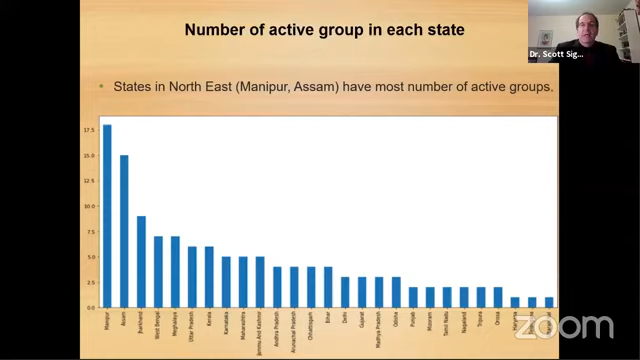 Number of active group in each state
Dr. Scott Sig...
• States in North East (Manipur, Assam) have most number of active groups.
17.5
15.0
12.5
10.0
7.5
5.0
2.5
0.0
Manipur
Assam
Jharkhand
West Bengal
Meghalaya
Uttar Pradesh
Kerala
Karnataka
Maharashtra
Jammu And Kashmir
Andhra Pradesh
Arunachal Pradesh
Chhattisgarh
Bihar
Delhi
Gujarat
Madhya Pradesh
Odisha
Punjab
Mizoram
Tamil Nadu
Nagaland
Tripura
Orissa
Haryana
zoom